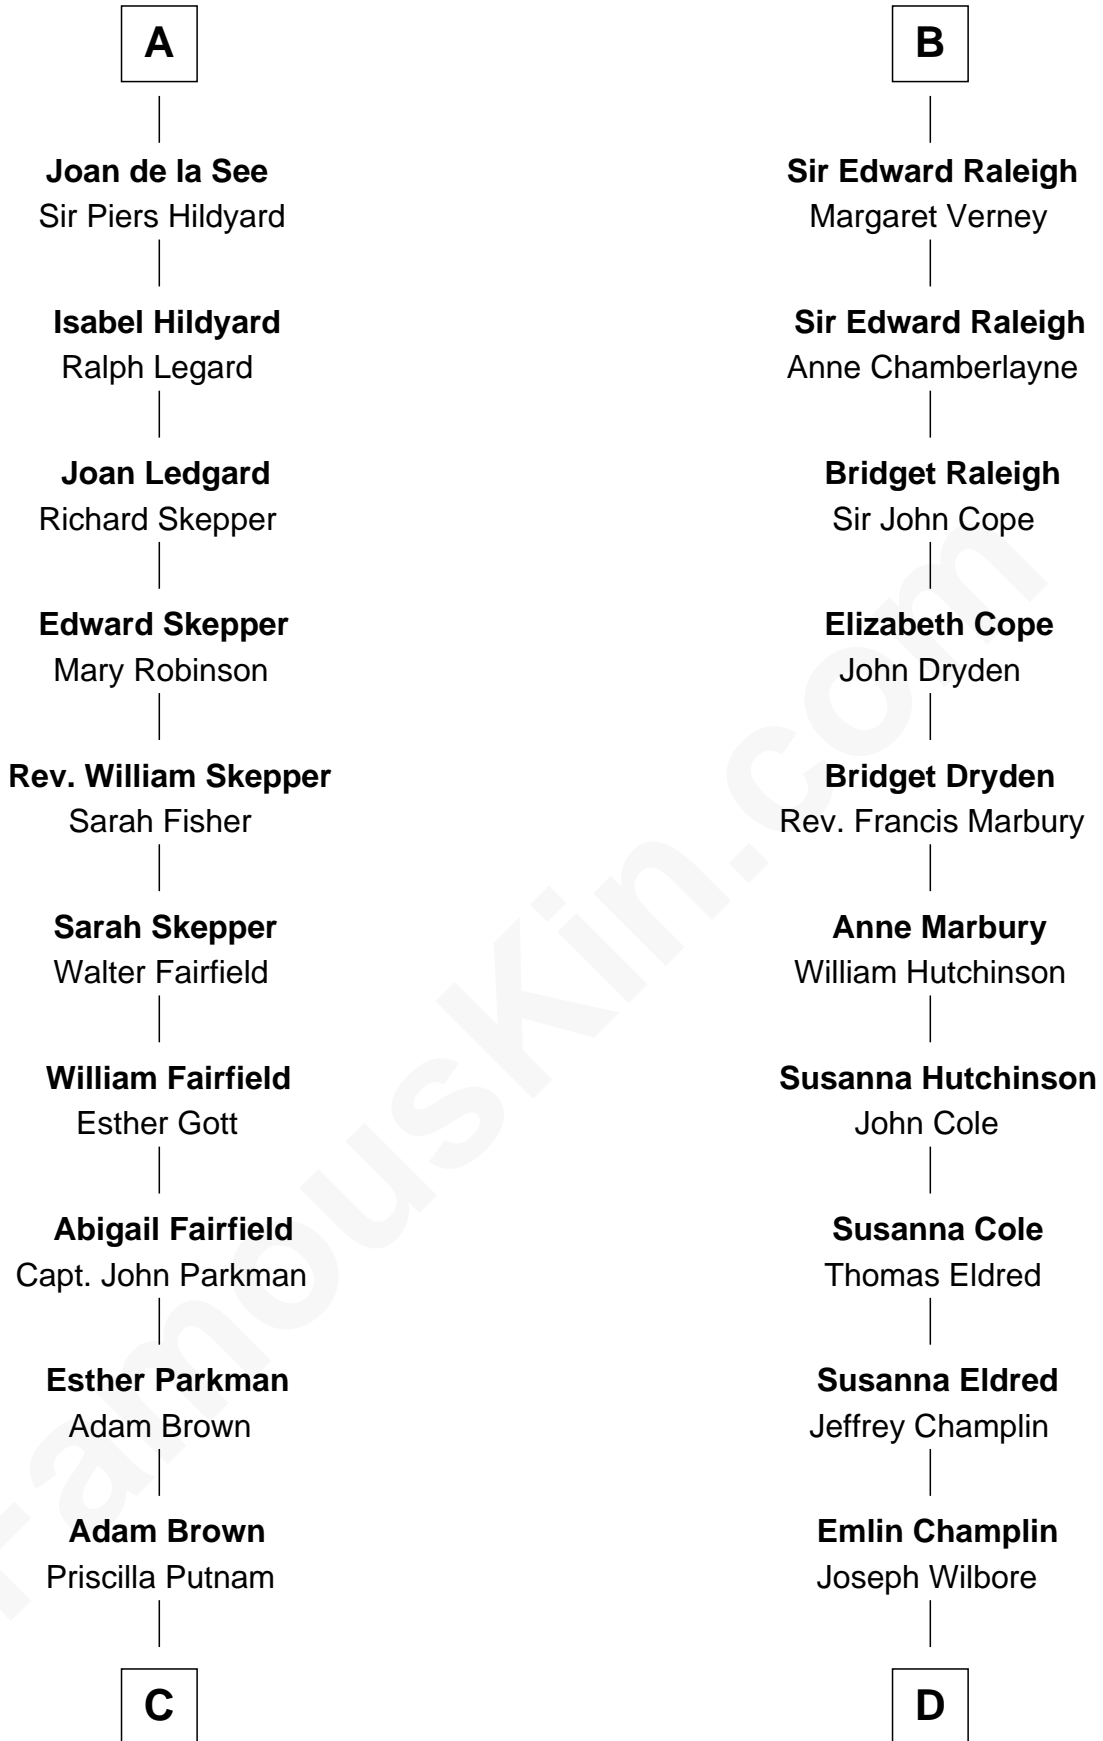 A
Joan de la See
Sir Piers Hildyard
Isabel Hildyard
Ralph Legard
Joan Ledgard
Richard Skepper
Edward Skepper
Mary Robinson
Rev. William Skepper
Sarah Fisher
Sarah Skepper
Walter Fairfield
William Fairfield
Esther Gott
Abigail Fairfield
Capt. John Parkman
Esther Parkman
Adam Brown
Adam Brown
Priscilla Putnam
C
B
Sir Edward Raleigh
Margaret Verney
Sir Edward Raleigh
Anne Chamberlayne
Bridget Raleigh
Sir John Cope
Elizabeth Cope
John Dryden
Bridget Dryden
Rev. Francis Marbury
Anne Marbury
William Hutchinson
Susanna Hutchinson
John Cole
Susanna Cole
Thomas Eldred
Susanna Eldred
Jeffrey Champlin
Emlin Champlin
Joseph Wilbore
D
FamousKin.com